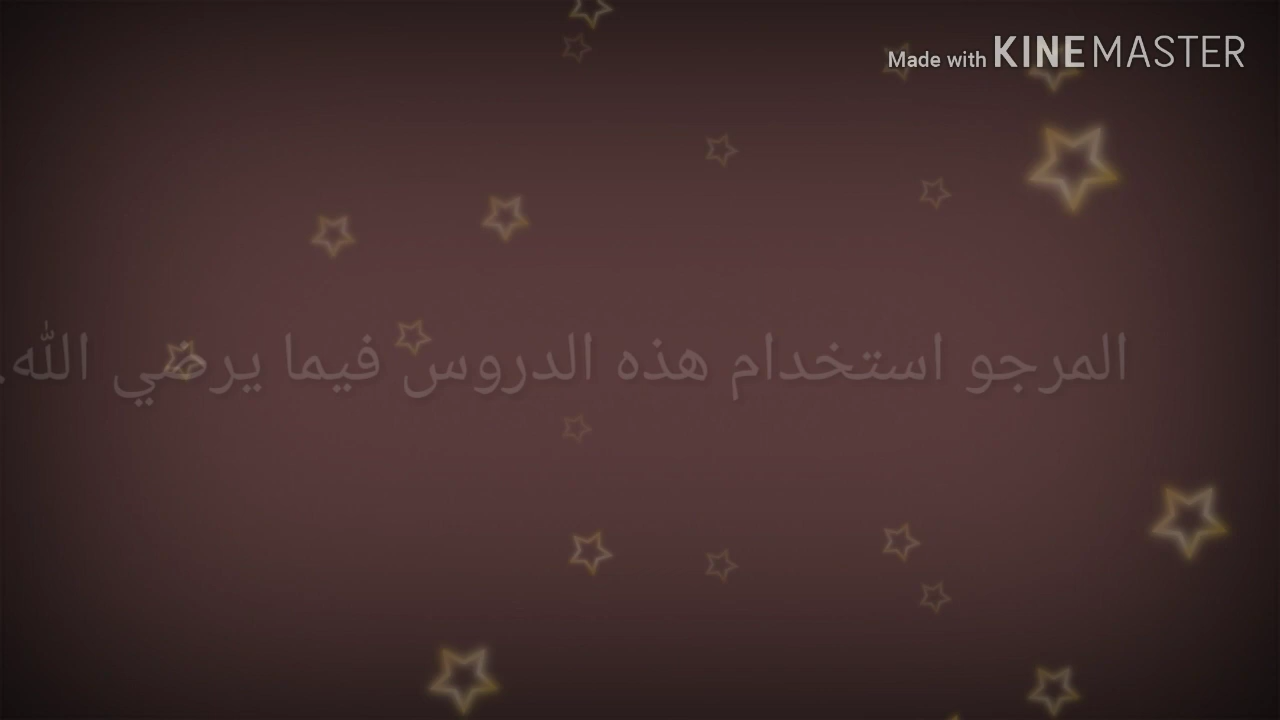 Made with KINEMASTER
المرجو استخدام هذه الدروس فيما يرضي الله.